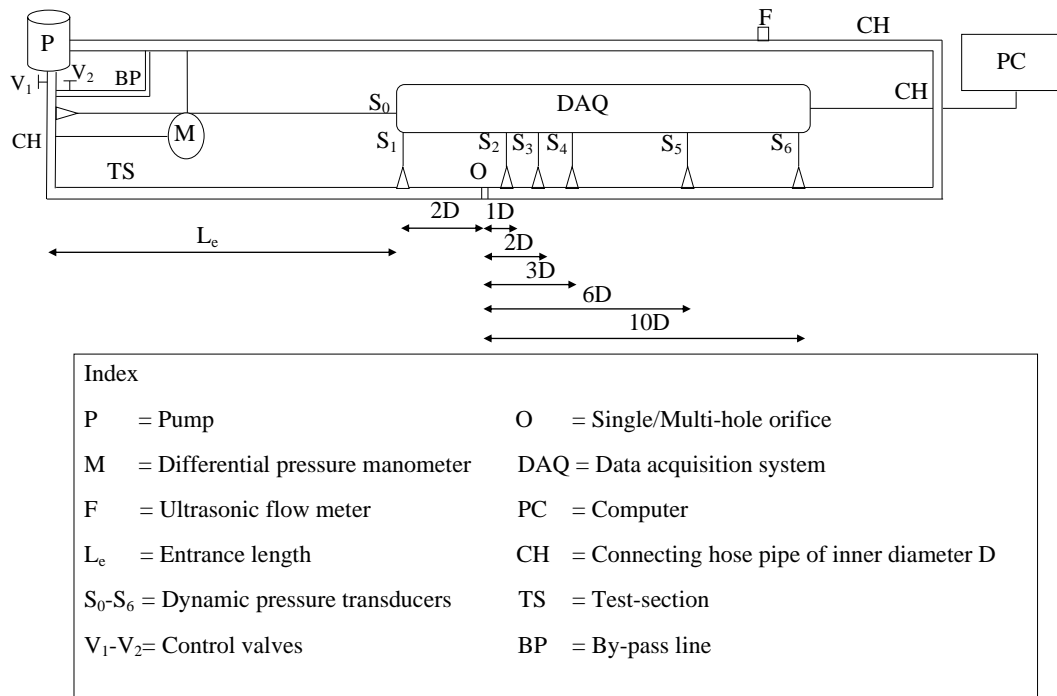 F
CH
P
PC
V₁
V₂
BP
CH
DAQ
S₀
CH
M
S₁
S₂
S₃
S₄
S₅
S₆
TS
O
2D
1D
Lₑ
2D
3D
6D
10D
Index
P = Pump O = Single/Multi-hole orifice
M = Differential pressure manometer DAQ = Data acquisition system
F = Ultrasonic flow meter PC = Computer
Lₑ = Entrance length CH = Connecting hose pipe of inner diameter D
S₀-S₆ = Dynamic pressure transducers TS = Test-section
V₁-V₂= Control valves BP = By-pass line